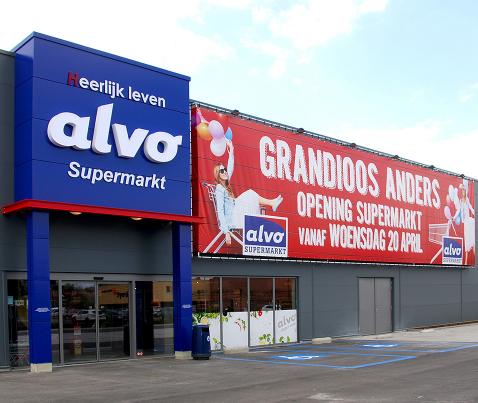 Heerlijk leven
alvo
Supermarkt
GRANDIOOS ANDERS
OPENING SUPERMARKT
VANAF WOENSDAG 20 APRIL
alvo
SUPERMARKT
alvo
SUPERMARKT
alvo